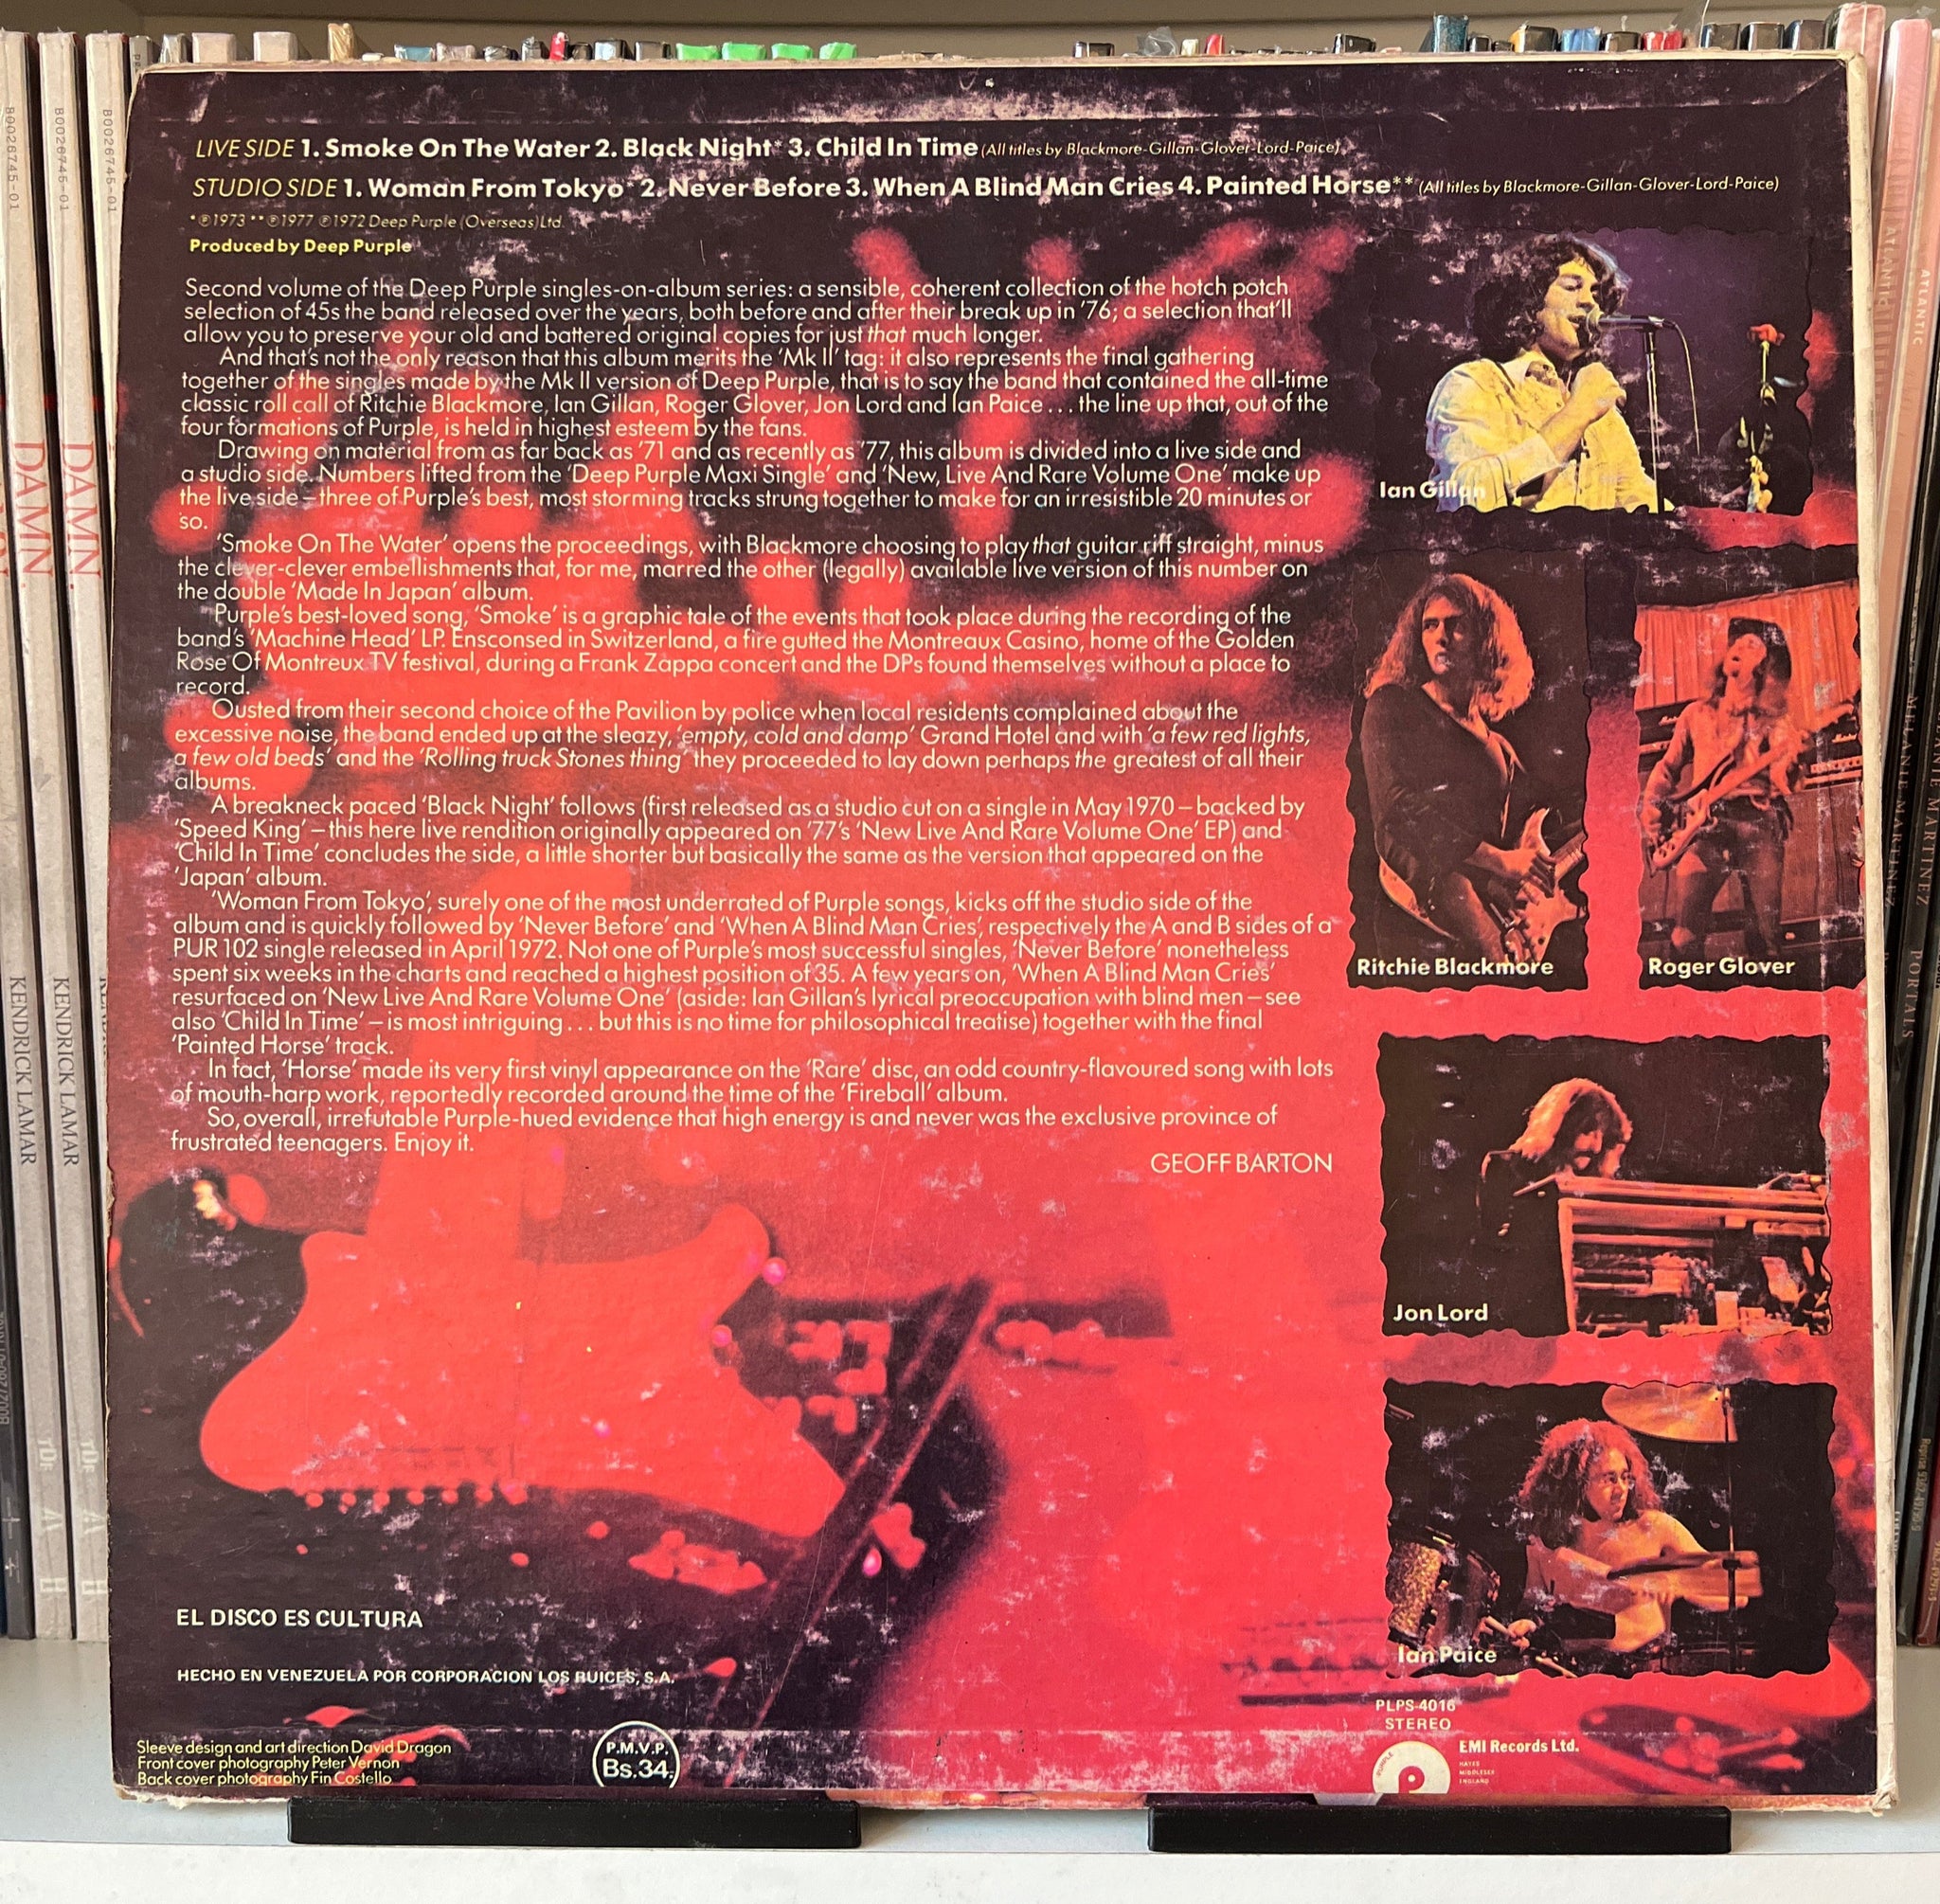 LIVE SIDE 1. Smoke On The Water 2. Black Night* 3. Child In Time (All titles by Blackmore-Gillan-Glover-Lord-Paice)
STUDIO SIDE 1. Woman From Tokyo* 2. Never Before 3. When A Blind Man Cries 4. Painted Horse** (All titles by Blackmore-Gillan-Glover-Lord-Paice)
*℗1973 **℗1977 ℗1972 Deep Purple (Overseas) Ltd.
Produced by Deep Purple
Second volume of the Deep Purple singles-on-album series: a sensible, coherent collection of the hotch potch
selection of 45s the band released over the years, both before and after their break up in '76; a selection that'll
allow you to preserve your old and battered original copies for just that much longer.
And that's not the only reason that this album merits the 'Mk II' tag: it also represents the final gathering
together of the singles made by the Mk II version of Deep Purple, that is to say the band that contained the all-time
classic roll call of Ritchie Blackmore, Ian Gillan, Roger Glover, Jon Lord and Ian Paice... the line up that, out of the
four formations of Purple, is held in highest esteem by the fans.
Drawing on material from as far back as '71 and as recently as '77, this album is divided into a live side and
a studio side. Numbers lifted from the 'Deep Purple Maxi Single' and 'New, Live And Rare Volume One' make up
the live side – three of Purple's best, most storming tracks strung together to make for an irresistible 20 minutes or
so.
'Smoke On The Water' opens the proceedings, with Blackmore choosing to play that guitar riff straight, minus
the clever-clever embellishments that, for me, marred the other (legally) available live version of this number on
the double 'Made In Japan' album.
Purple's best-loved song, 'Smoke' is a graphic tale of the events that took place during the recording of the
band's 'Machine Head' LP. Ensconsed in Switzerland, a fire gutted the Montreaux Casino, home of the Golden
Rose Of Montreux TV festival, during a Frank Zappa concert and the DPs found themselves without a place to
record.
Ousted from their second choice of the Pavilion by police when local residents complained about the
excessive noise, the band ended up at the sleazy, 'empty, cold and damp' Grand Hotel and with 'a few red lights,
a few old beds' and the 'Rolling truck Stones thing' they proceeded to lay down perhaps the greatest of all their
albums.
A breakneck paced 'Black Night' follows (first released as a studio cut on a single in May 1970 – backed by
'Speed King' – this here live rendition originally appeared on '77's 'New Live And Rare Volume One' EP) and
'Child In Time' concludes the side, a little shorter but basically the same as the version that appeared on the
'Japan' album.
'Woman From Tokyo', surely one of the most underrated of Purple songs, kicks off the studio side of the
album and is quickly followed by 'Never Before' and 'When A Blind Man Cries', respectively the A and B sides of a
PUR 102 single released in April 1972. Not one of Purple's most successful singles, 'Never Before' nonetheless
spent six weeks in the charts and reached a highest position of 35. A few years on, 'When A Blind Man Cries'
resurfaced on 'New Live And Rare Volume One' (aside: Ian Gillan's lyrical preoccupation with blind men – see
also 'Child In Time' – is most intriguing... but this is no time for philosophical treatise) together with the final
'Painted Horse' track.
In fact, 'Horse' made its very first vinyl appearance on the 'Rare' disc, an odd country-flavoured song with lots
of mouth-harp work, reportedly recorded around the time of the 'Fireball' album.
So, overall, irrefutable Purple-hued evidence that high energy is and never was the exclusive province of
frustrated teenagers. Enjoy it.
GEOFF BARTON
Ian Gillan
Ritchie Blackmore
Roger Glover
Jon Lord
Ian Paice
EL DISCO ES CULTURA
HECHO EN VENEZUELA POR CORPORACION LOS RUICES, S.A.
Sleeve design and art direction David Dragon
Front cover photography Peter Vernon
Back cover photography Fin Costello
P.M.V.P.
Bs.34.
PLPS-4016
STEREO
PURPLE
EMI Records Ltd.
HAYES
MIDDLESEX
ENGLAND
B0026745-01
B0026745-01
B0026745-01
DAMN.
DAMN.
KENDRICK LAMAR
KENDRICK LAMAR
ATLANTIC
MELANIE MARTINEZ
PORTALS